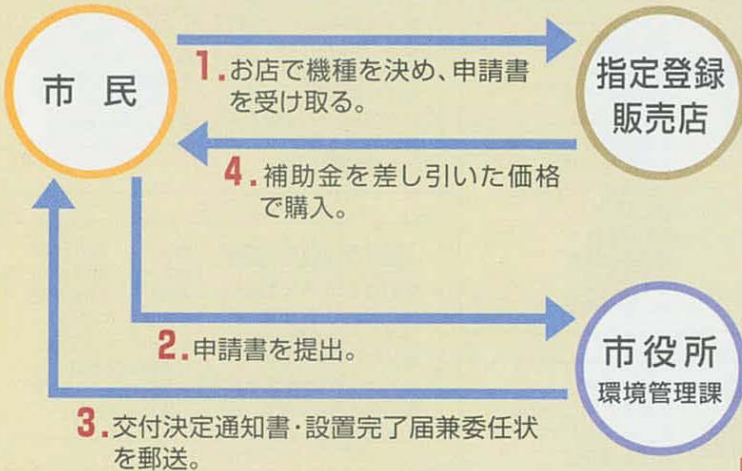 市民
1.お店で機種を決め、申請書
を受け取る。
指定登録
販売店
4.補助金を差し引いた価格
で購入。
2.申請書を提出。
市役所
環境管理課
3.交付決定通知書・設置完了届兼委任状
を郵送。